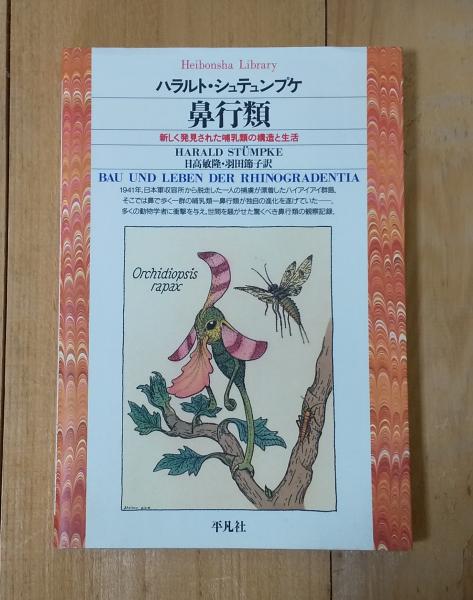 Heibonsha Library
ハラルト・シュテュンプケ
鼻行類
新しく発見された哺乳類の構造と生活
HARALD STÜMPKE
日高敏隆・羽田節子訳
BAU UND LEBEN DER RHINOGRADENTIA
1941年、日本軍収容所から脱走した一人の捕虜が漂着したハイアイアイ群島。
そこでは鼻で歩く一群の哺乳類=鼻行類が独自の進化を遂げていた——。
多くの動物学者に衝撃を与え、世間を騒がせた驚くべき鼻行類の観察記録。
Orchidiopsis
rapax
平凡社